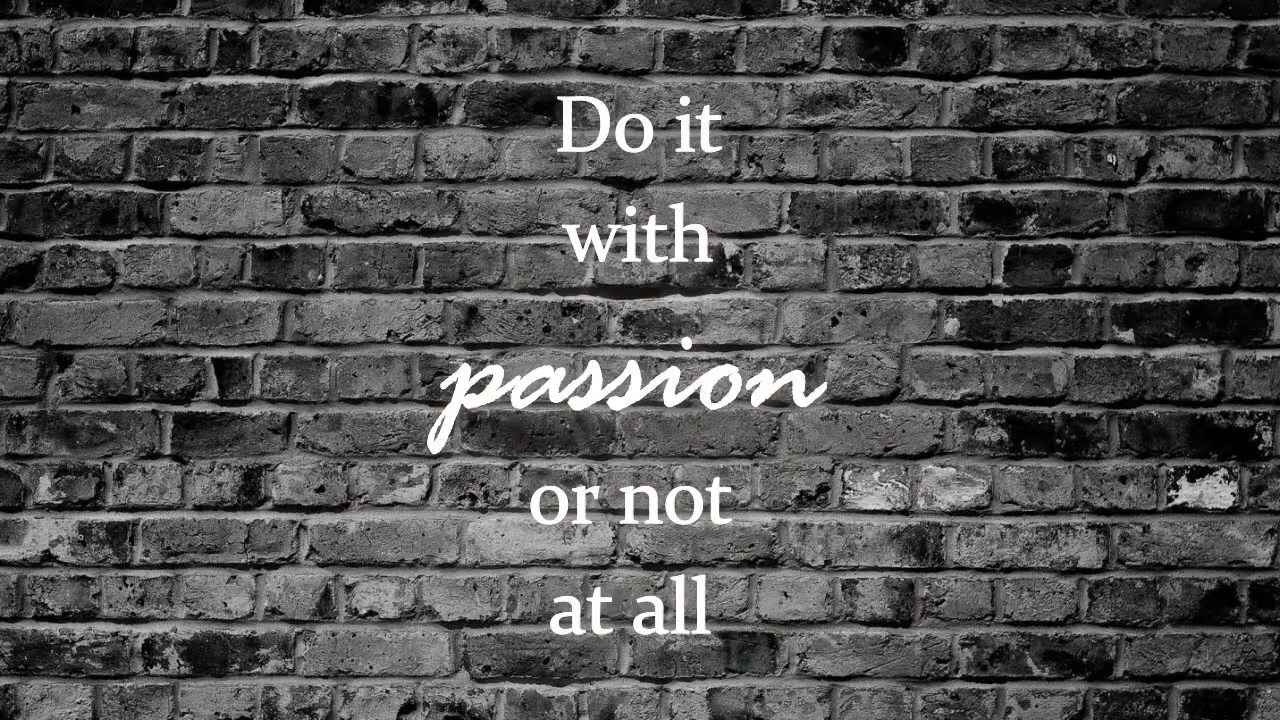 Do it
with
passion
or not
at all